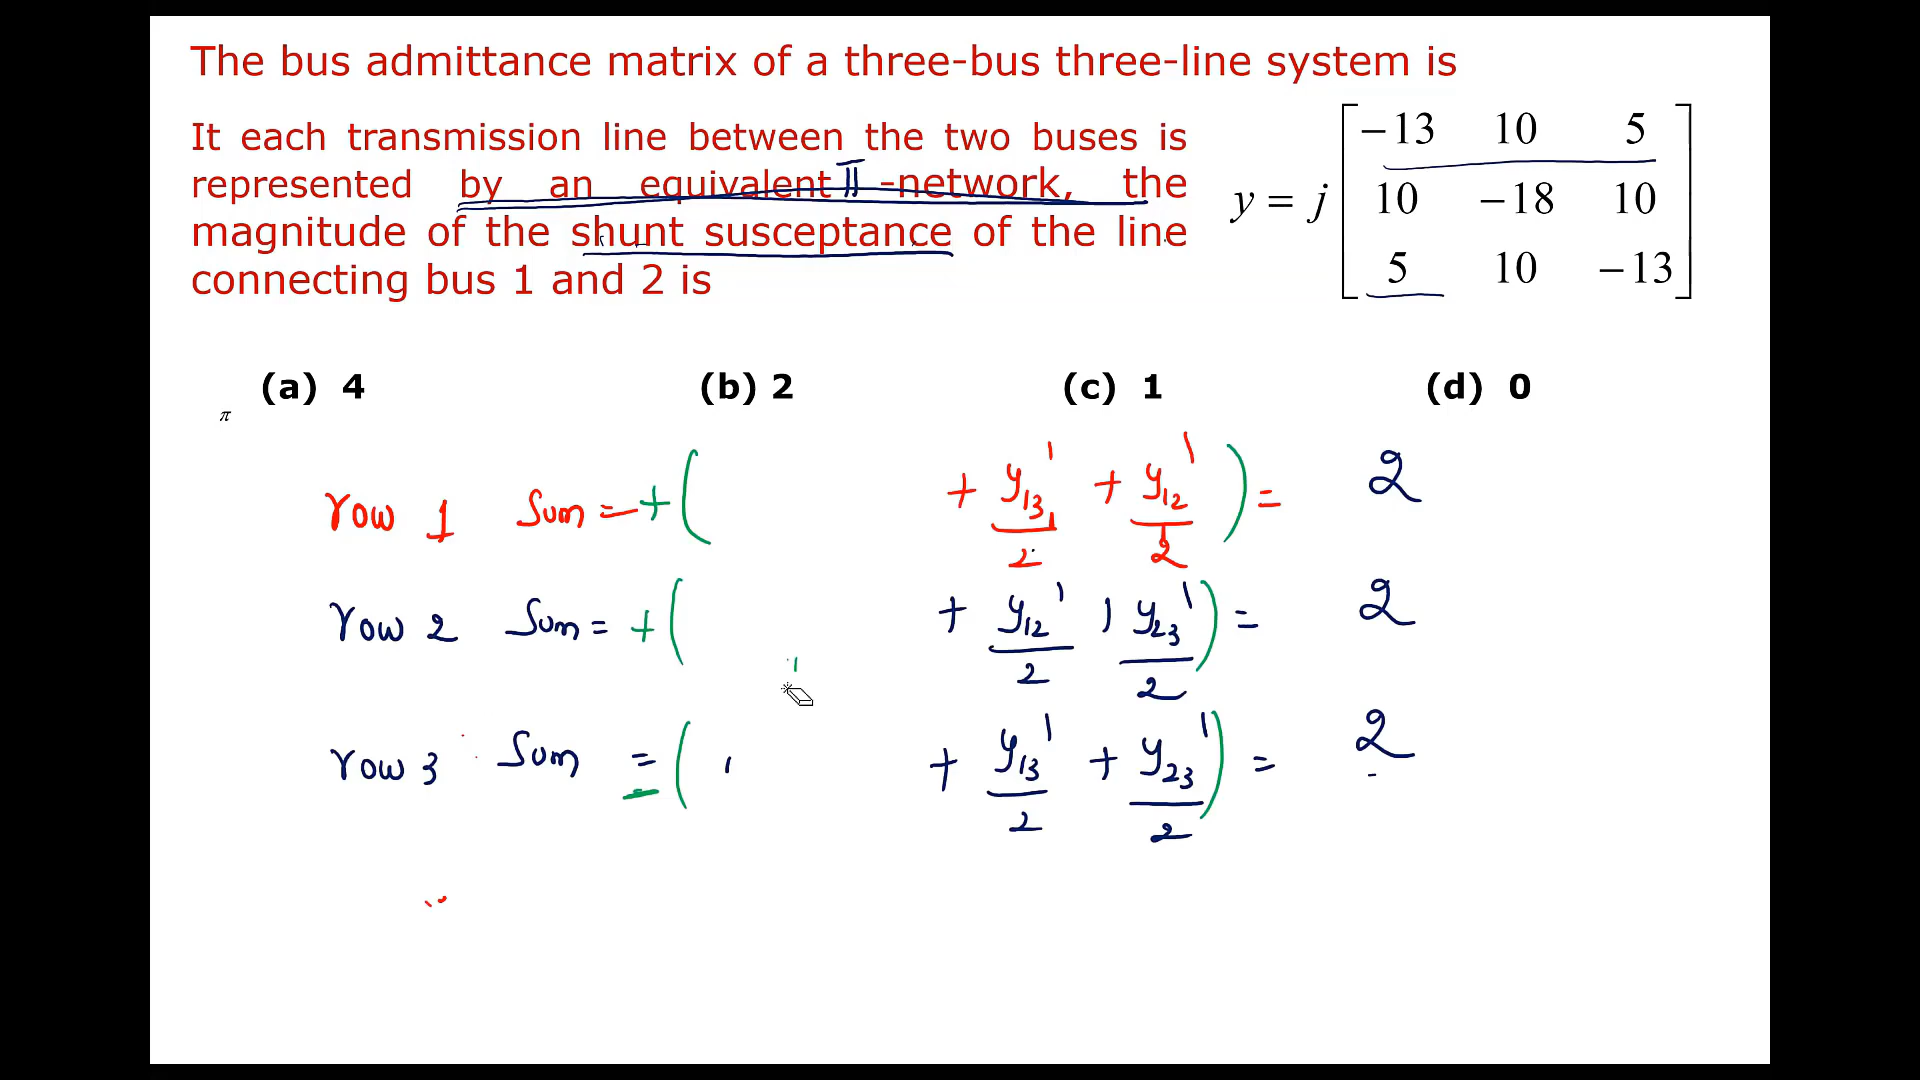 The bus admittance matrix of a three-bus three-line system is
It each transmission line between the two buses is
represented by an equivalent π -network, the
magnitude of the shunt susceptance of the line
connecting bus 1 and 2 is
y = j [ −13 10 5
10 −18 10
5 10 −13 ]
(a) 4 (b) 2 (c) 1 (d) 0
π
row 1 sum = + ( + y13'/2 + y12'/2 ) = 2
row 2 sum = + ( + y12'/2 y23'/2 ) = 2
row 3 sum = ( + y13'/2 + y23'/2 ) = 2